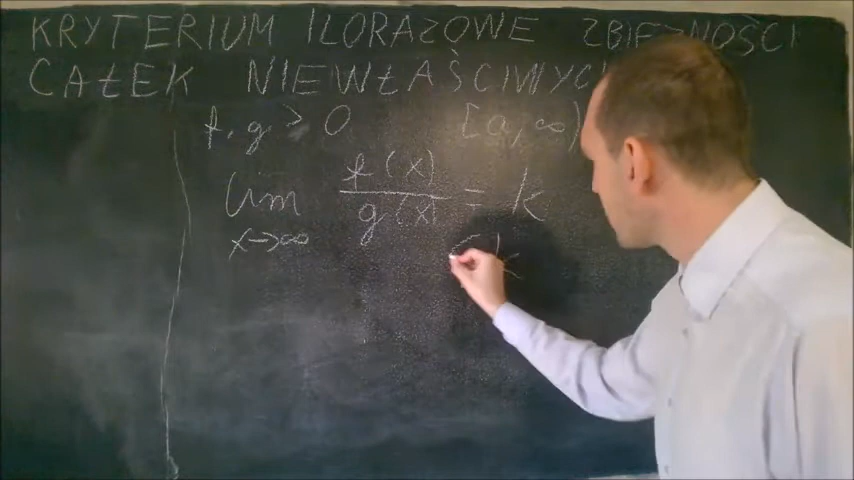 KRYTERIUM ILORAZOWE ZBIEŻNOŚCI
CAŁEK NIEWŁAŚCIWYCH
f, g > 0 [a, ∞)
lim f(x) / g(x) = k
x→∞